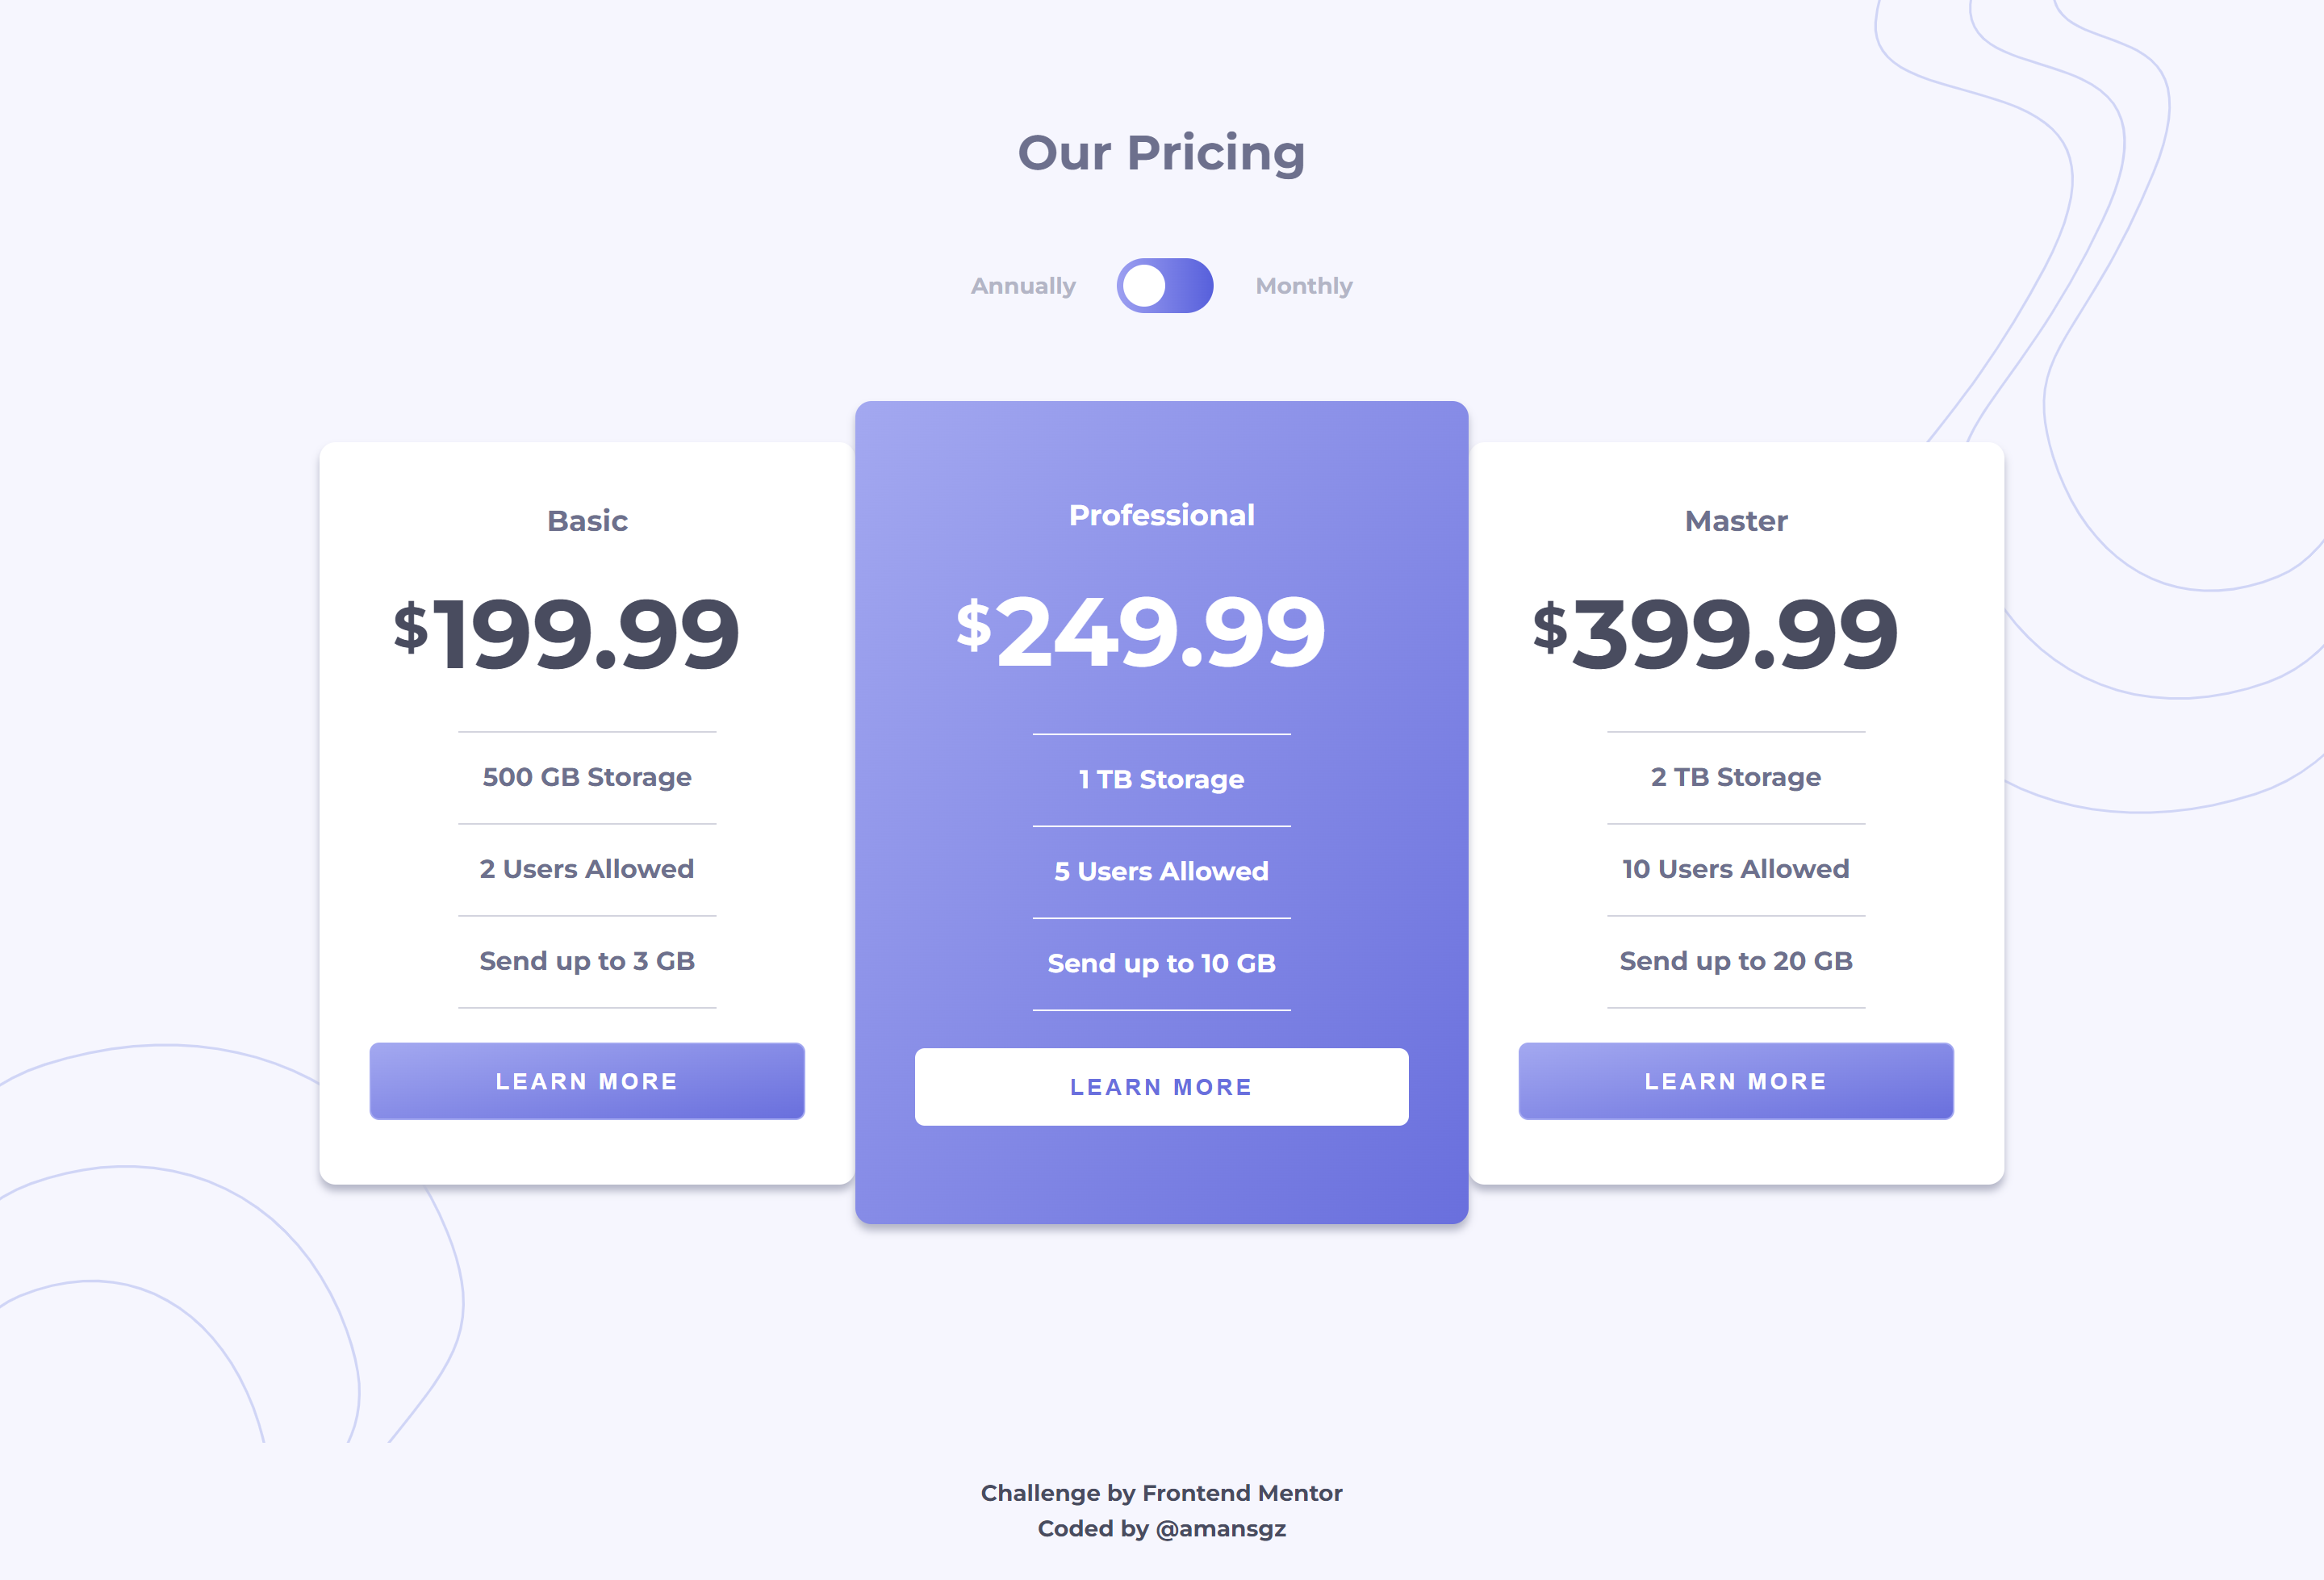 Our Pricing
Annually
Monthly
Basic
$199.99
500 GB Storage
2 Users Allowed
Send up to 3 GB
LEARN MORE
Professional
$249.99
1 TB Storage
5 Users Allowed
Send up to 10 GB
LEARN MORE
Master
$399.99
2 TB Storage
10 Users Allowed
Send up to 20 GB
LEARN MORE
Challenge by Frontend Mentor
Coded by @amansgz